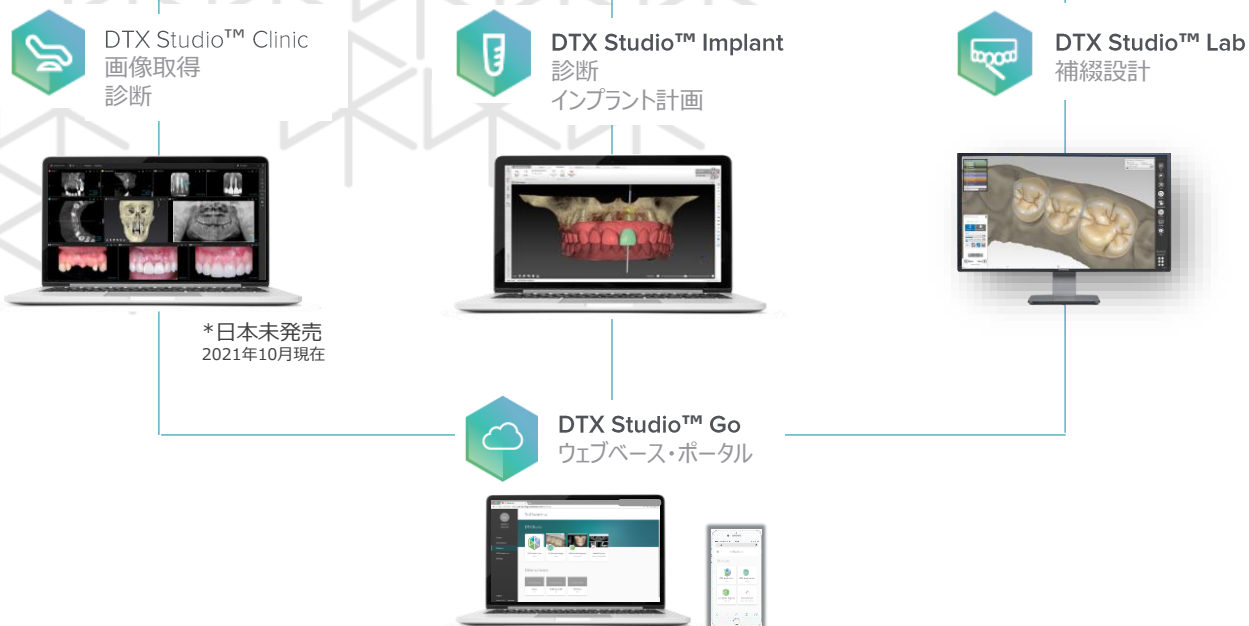 DTX Studio™ Clinic
画像取得
診断
DTX Studio™ Implant
診断
インプラント計画
DTX Studio™ Lab
補綴設計
*日本未発売
2021年10月現在
DTX Studio™ Go
ウェブベース・ポータル